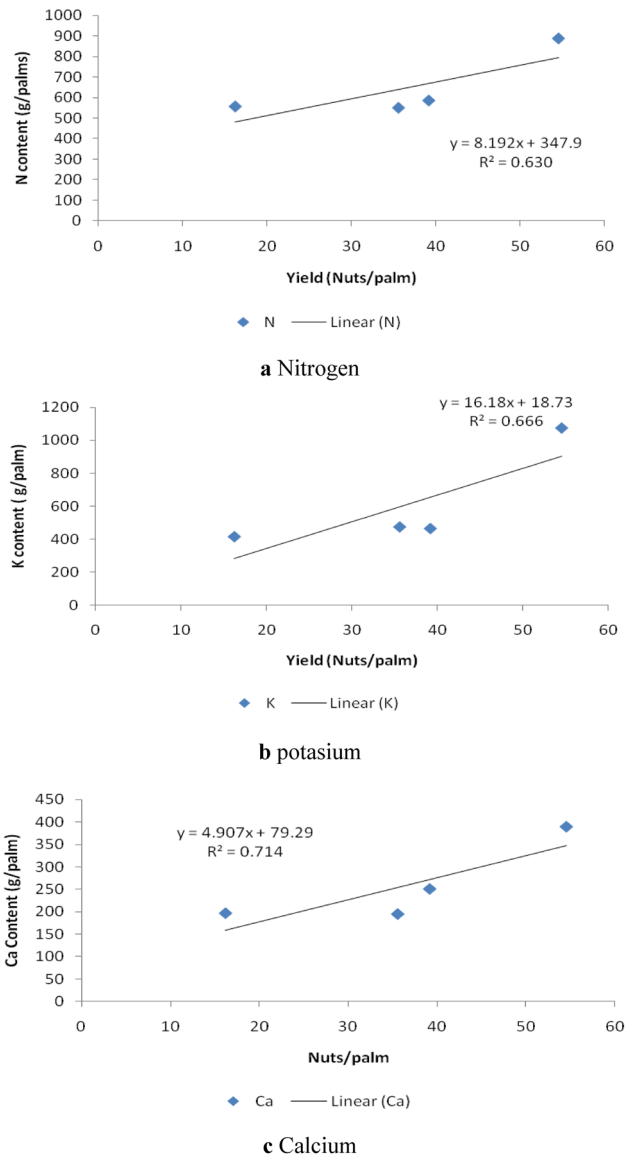 N content (g/palms)
1000
900
800
700
600
500
400
300
200
100
0
y = 8.192x + 347.9
R² = 0.630
0 10 20 30 40 50 60
Yield (Nuts/palm)
N Linear (N)
a Nitrogen
K content ( g/palm)
1200
1000
800
600
400
200
0
y = 16.18x + 18.73
R² = 0.666
0 10 20 30 40 50 60
Yield (Nuts/palm)
K Linear (K)
b potasium
Ca Content (g/palm)
450
400
350
300
250
200
150
100
50
0
y = 4.907x + 79.29
R² = 0.714
0 10 20 30 40 50 60
Nuts/palm
Ca Linear (Ca)
c Calcium